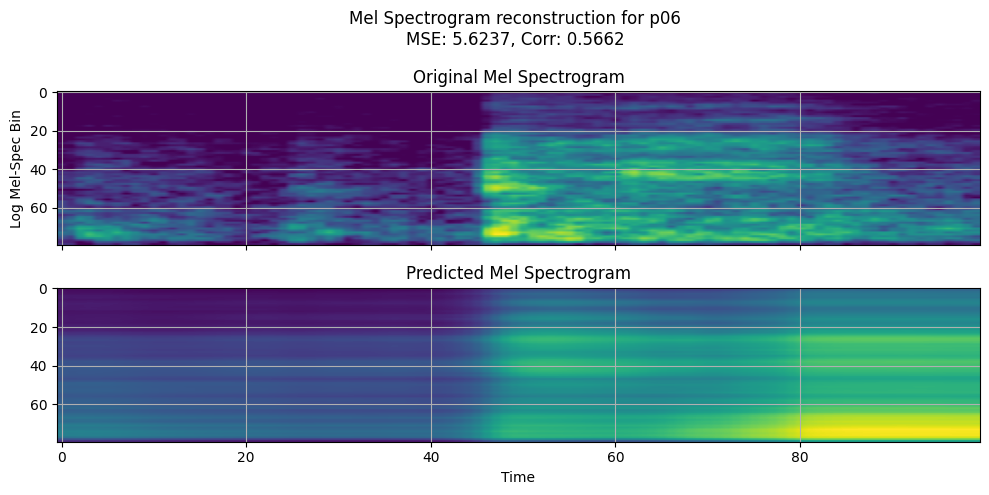 Mel Spectrogram reconstruction for p06
MSE: 5.6237, Corr: 0.5662
Original Mel Spectrogram
0
20
40
60
Log Mel-Spec Bin
Predicted Mel Spectrogram
0
20
40
60
0 20 40 60 80
Time